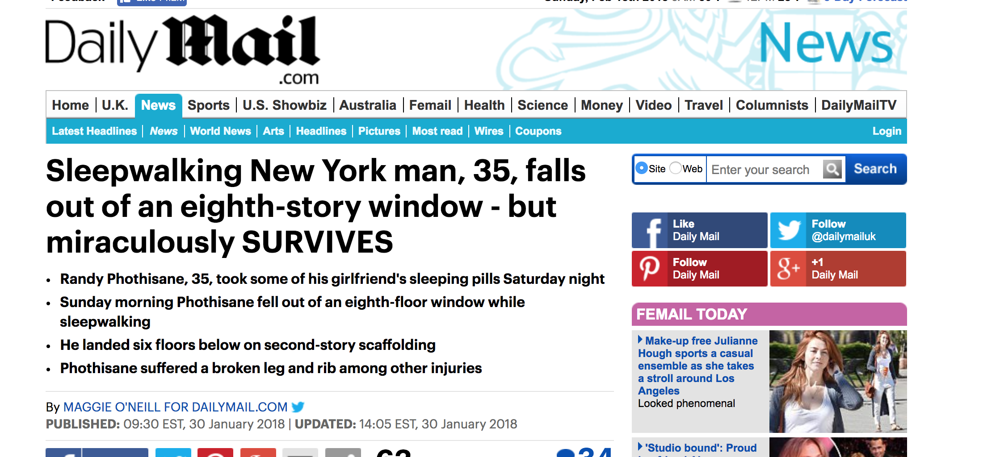 Daily Mail
.com
News
Home U.K. News Sports U.S. Showbiz Australia Femail Health Science Money Video Travel Columnists DailyMailTV
Latest Headlines News World News Arts Headlines Pictures Most read Wires Coupons Login
Sleepwalking New York man, 35, falls
out of an eighth-story window - but
miraculously SURVIVES
• Randy Phothisane, 35, took some of his girlfriend's sleeping pills Saturday night
• Sunday morning Phothisane fell out of an eighth-floor window while
sleepwalking
• He landed six floors below on second-story scaffolding
• Phothisane suffered a broken leg and rib among other injuries
By MAGGIE O'NEILL FOR DAILYMAIL.COM
PUBLISHED: 09:30 EST, 30 January 2018 | UPDATED: 14:05 EST, 30 January 2018
34
Site Web Enter your search Search
Like
Daily Mail
Follow
@dailymailuk
Follow
Daily Mail
g+ +1
Daily Mail
FEMAIL TODAY
Make-up free Julianne
Hough sports a casual
ensemble as she takes
a stroll around Los
Angeles
Looked phenomenal
'Studio bound': Proud